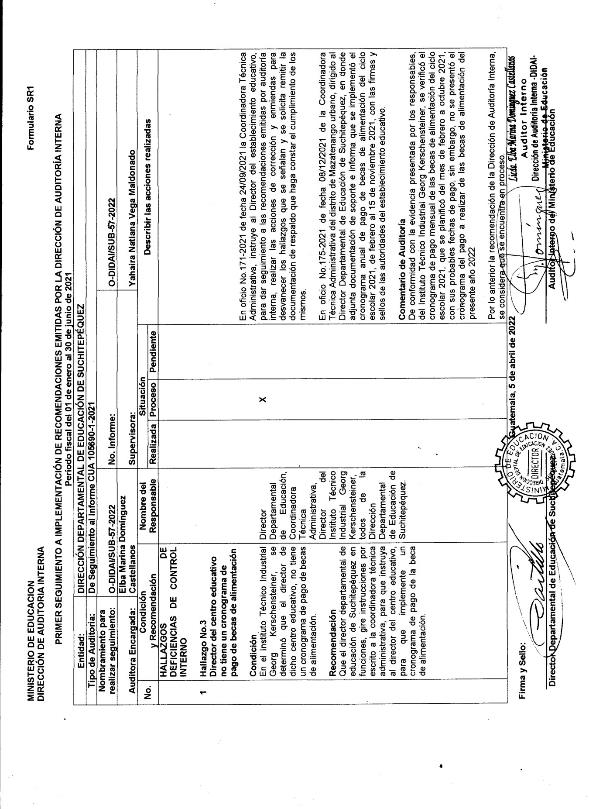 MINISTERIO DE EDUCACION
DIRECCIÓN DE AUDITORÍA INTERNA
Formulario SR1
PRIMER SEGUIMIENTO A IMPLEMENTACIÓN DE RECOMENDACIONES EMITIDAS POR LA DIRECCIÓN DE AUDITORÍA INTERNA
Período fiscal del 01 de enero al 30 de junio de 2021
Entidad: DIRECCIÓN DEPARTAMENTAL DE EDUCACIÓN DE SUCHITEPÉQUEZ
Tipo de Auditoría: De Seguimiento al Informe CUA 105690-1-2021
Nombramiento para realizar seguimiento: O-DIDAI/SUB-57-2022 No. Informe: O-DIDAI/SUB-57-2022
Auditora Encargada: Elba Marina Domínguez Castellanos Supervisora: Yahaira Natiana Vega Maldonado
No. Condición y Recomendación Nombre del Responsable Situación Describir las acciones realizadas
Realizada Proceso Pendiente
HALLAZGOS DE
DEFICIENCIAS DE CONTROL
INTERNO
1 Hallazgo No.3
Director del centro educativo
no tiene un cronograma de
pago de becas de alimentación
Condición
En el Instituto Técnico Industrial
Georg Kerschensteiner, se
determinó que el director de
dicho centro educativo, no tiene
un cronograma de pago de becas
de alimentación.
Recomendación
Que el director departamental de
educación de Suchitepéquez en
funciones, gire instrucciones por
escrito a la coordinadora técnica
administrativa, para que instruya
al director del centro educativo,
para que implemente un
cronograma de pago de la beca
de alimentación
Director
Departamental
de Educación,
Coordinadora
Técnica
Administrativa,
Director del
Instituto Técnico
Industrial Georg
Kerschensteiner,
todos de la
Dirección
Departamental
de Educación de
Suchitepéquez.
X
En oficio No.171-2021 de fecha 24/09/2021 la Coordinadora Técnica
Administrativa, instruye al Director del establecimiento educativo,
para dar seguimiento a las recomendaciones emitidas por auditoría
interna, realizar las acciones de corrección y enmiendas para
desvanecer los hallazgos que se señalan y se solicita remitir la
documentación de respaldo que haga constar el cumplimiento de los
mismos.
En oficio No.175-2021 de fecha 08/12/2021 de la Coordinadora
Técnica Administrativa del distrito de Mazatenango urbano, dirigido al
Director Departamental de Educación de Suchitepéquez, en donde
adjunta documentación de soporte e informa que se implementó el
cronograma anual de pago de becas de alimentación del ciclo
escolar 2021, de febrero al 15 de noviembre 2021, con las firmas y
sellos de las autoridades del establecimiento educativo.
Comentario de Auditoría
De conformidad con la evidencia presentada por los responsables,
del Instituto Técnico Industrial Georg Kerschensteiner, se verificó el
cronograma de pago mensual de las becas de alimentación del ciclo
escolar 2021, que se planificó del mes de febrero a octubre 2021,
con sus probables fechas de pago, sin embargo, no se presentó el
cronograma del pago a realizar de las becas de alimentación del
presente año 2022.
Por lo anterior la recomendación de la Dirección de Auditoría Interna,
se considera que se encuentra en proceso.
Guatemala, 5 de abril de 2022
Firma y Sello:
Director Departamental de Educación de Suchitepéquez
MINISTERIO DE EDUCACION
DIRECTOR
Licda. Elba Marina Domínguez Castellanos
Auditor Interno
Dirección de Auditoría Interna -DIDAI-
Ministerio de Educación
Auditor Interno del Ministerio de Educación